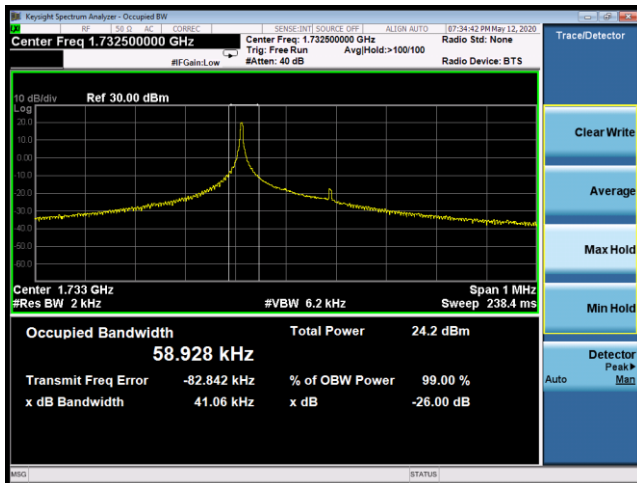 Keysight Spectrum Analyzer - Occupied BW
RF 50 Ω AC CORREC SENSE:INT SOURCE OFF ALIGN AUTO 07:34:42 PM May 12, 2020
Center Freq 1.732500000 GHz
Center Freq: 1.732500000 GHz
Radio Std: None
Trig: Free Run Avg|Hold:>100/100
#IFGain:Low #Atten: 40 dB Radio Device: BTS
Trace/Detector
10 dB/div Ref 30.00 dBm
Log
20.0
10.0
0.00
-10.0
-20.0
-30.0
-40.0
-50.0
-60.0
Clear Write
Average
Max Hold
Min Hold
Detector
Peak▶
Auto Man
Center 1.733 GHz Span 1 MHz
#Res BW 2 kHz #VBW 6.2 kHz Sweep 238.4 ms
Occupied Bandwidth Total Power 24.2 dBm
58.928 kHz
Transmit Freq Error -82.842 kHz % of OBW Power 99.00 %
x dB Bandwidth 41.06 kHz x dB -26.00 dB
MSG STATUS